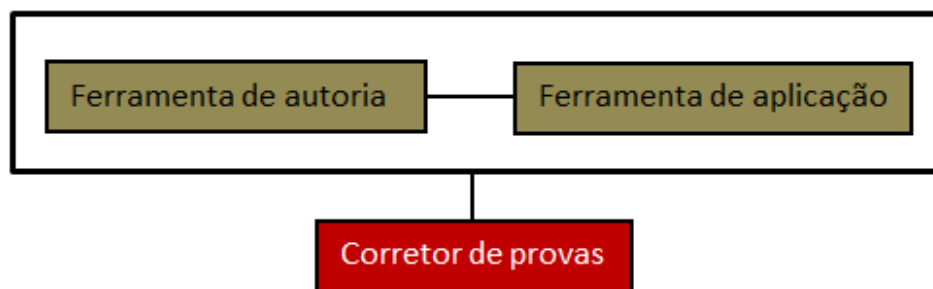 Ferramenta de autoria
Ferramenta de aplicação
Corretor de provas